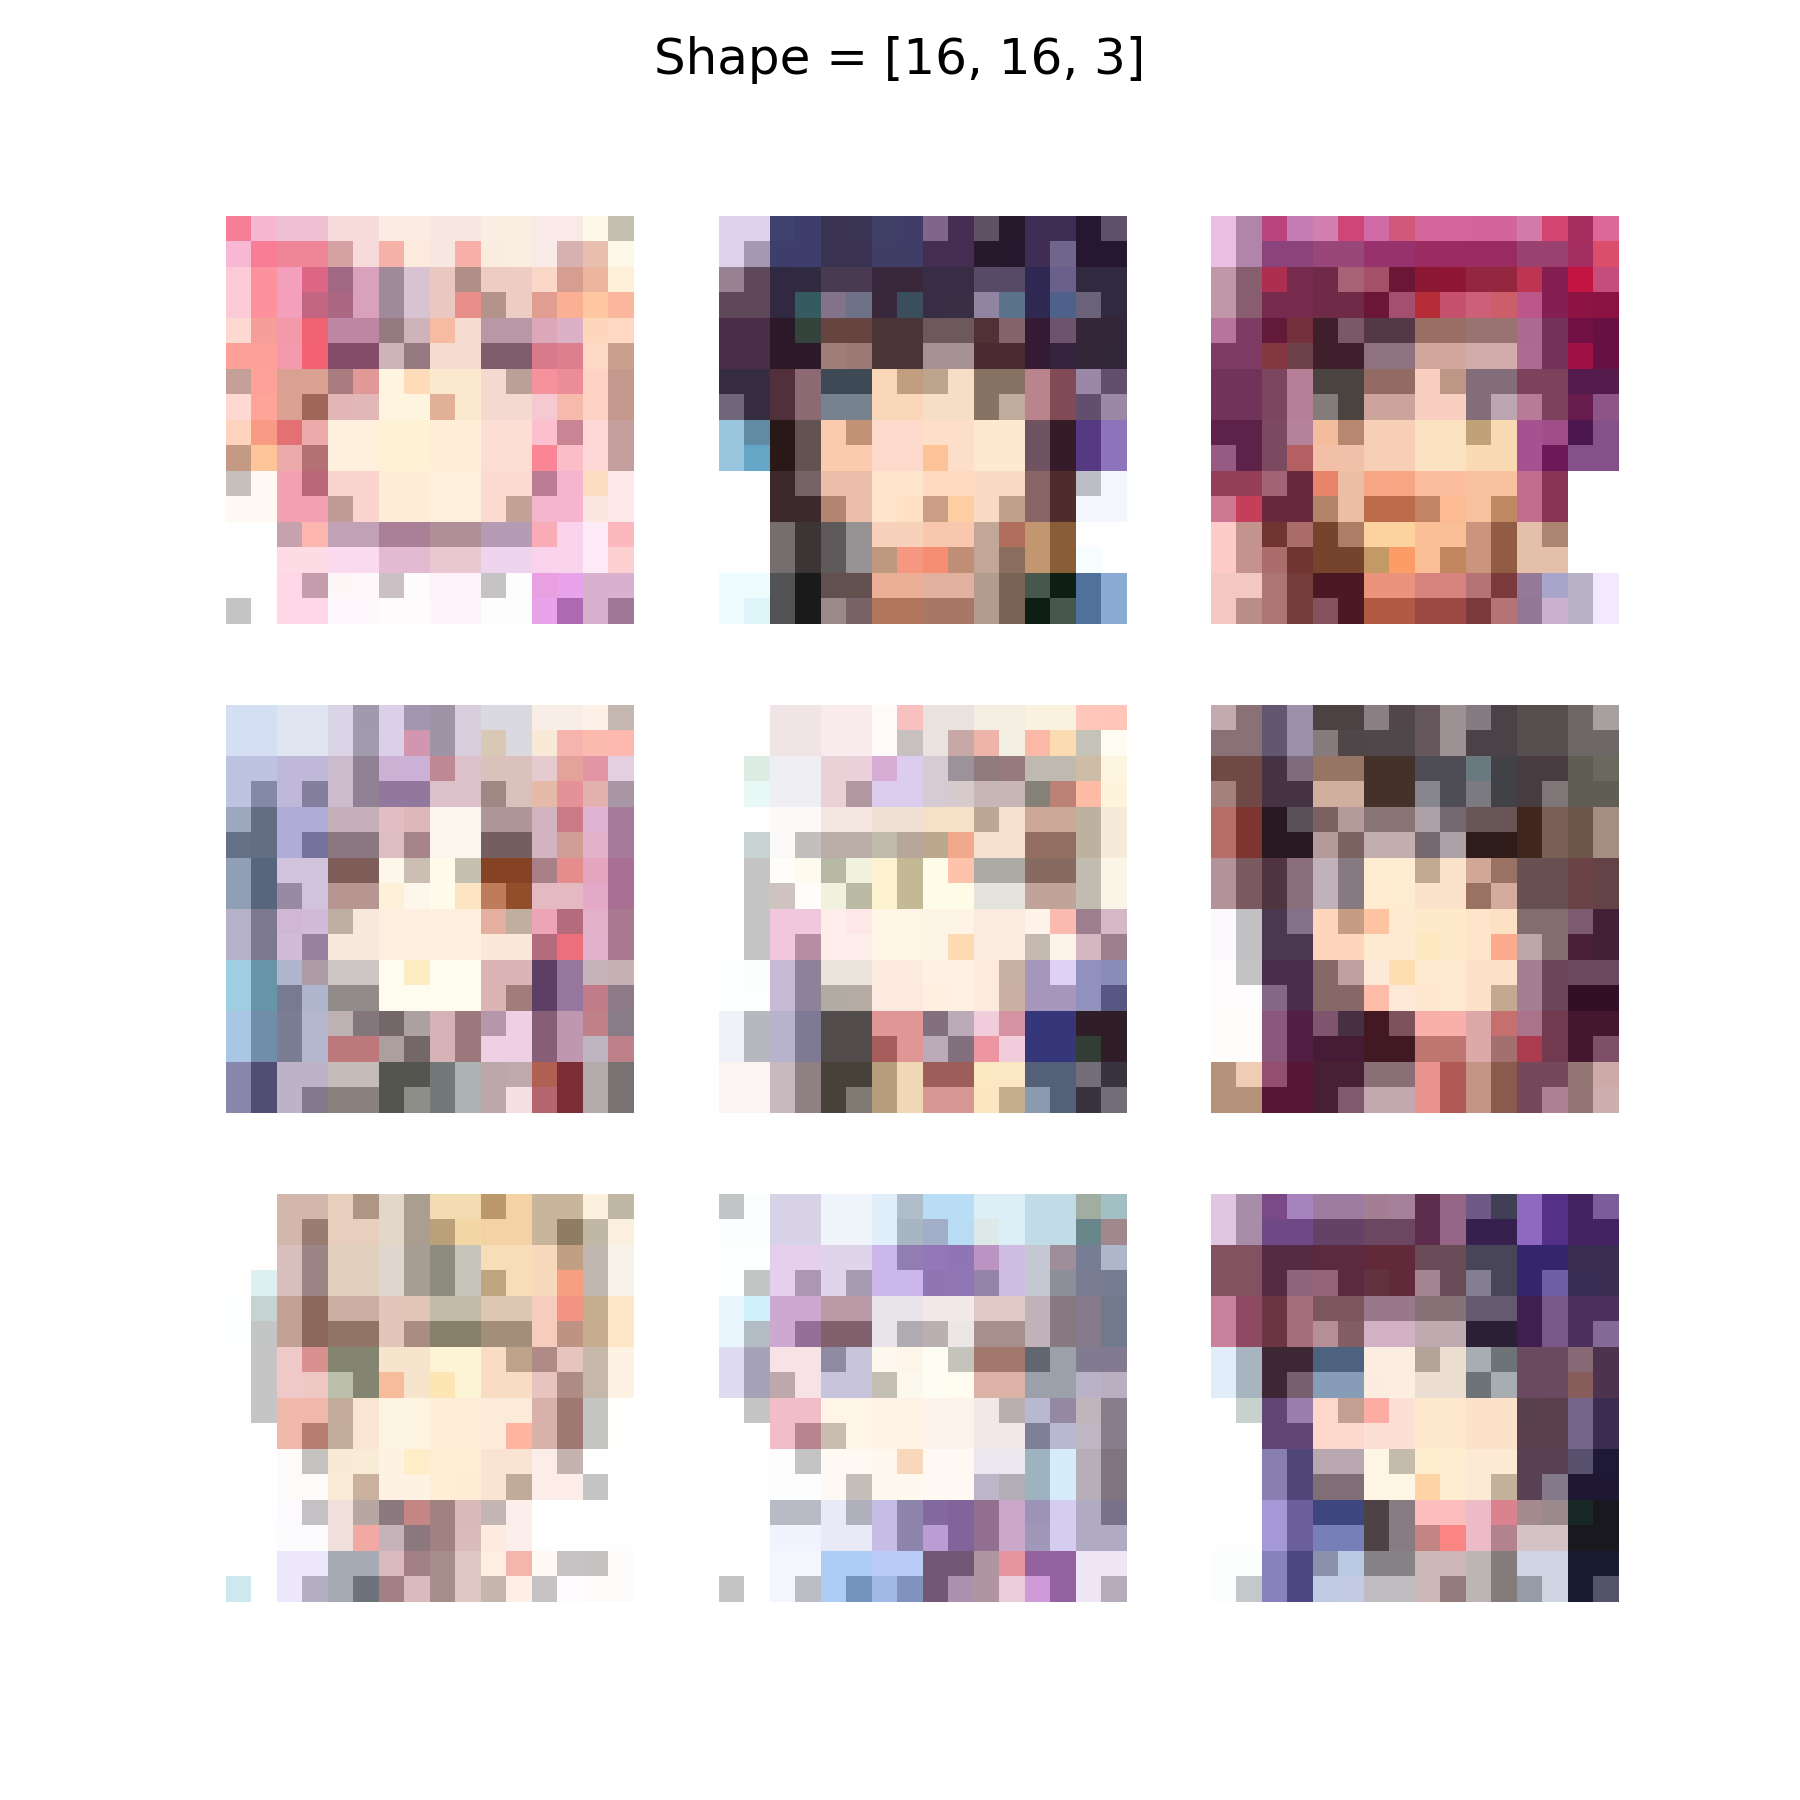 Shape = [16, 16, 3]